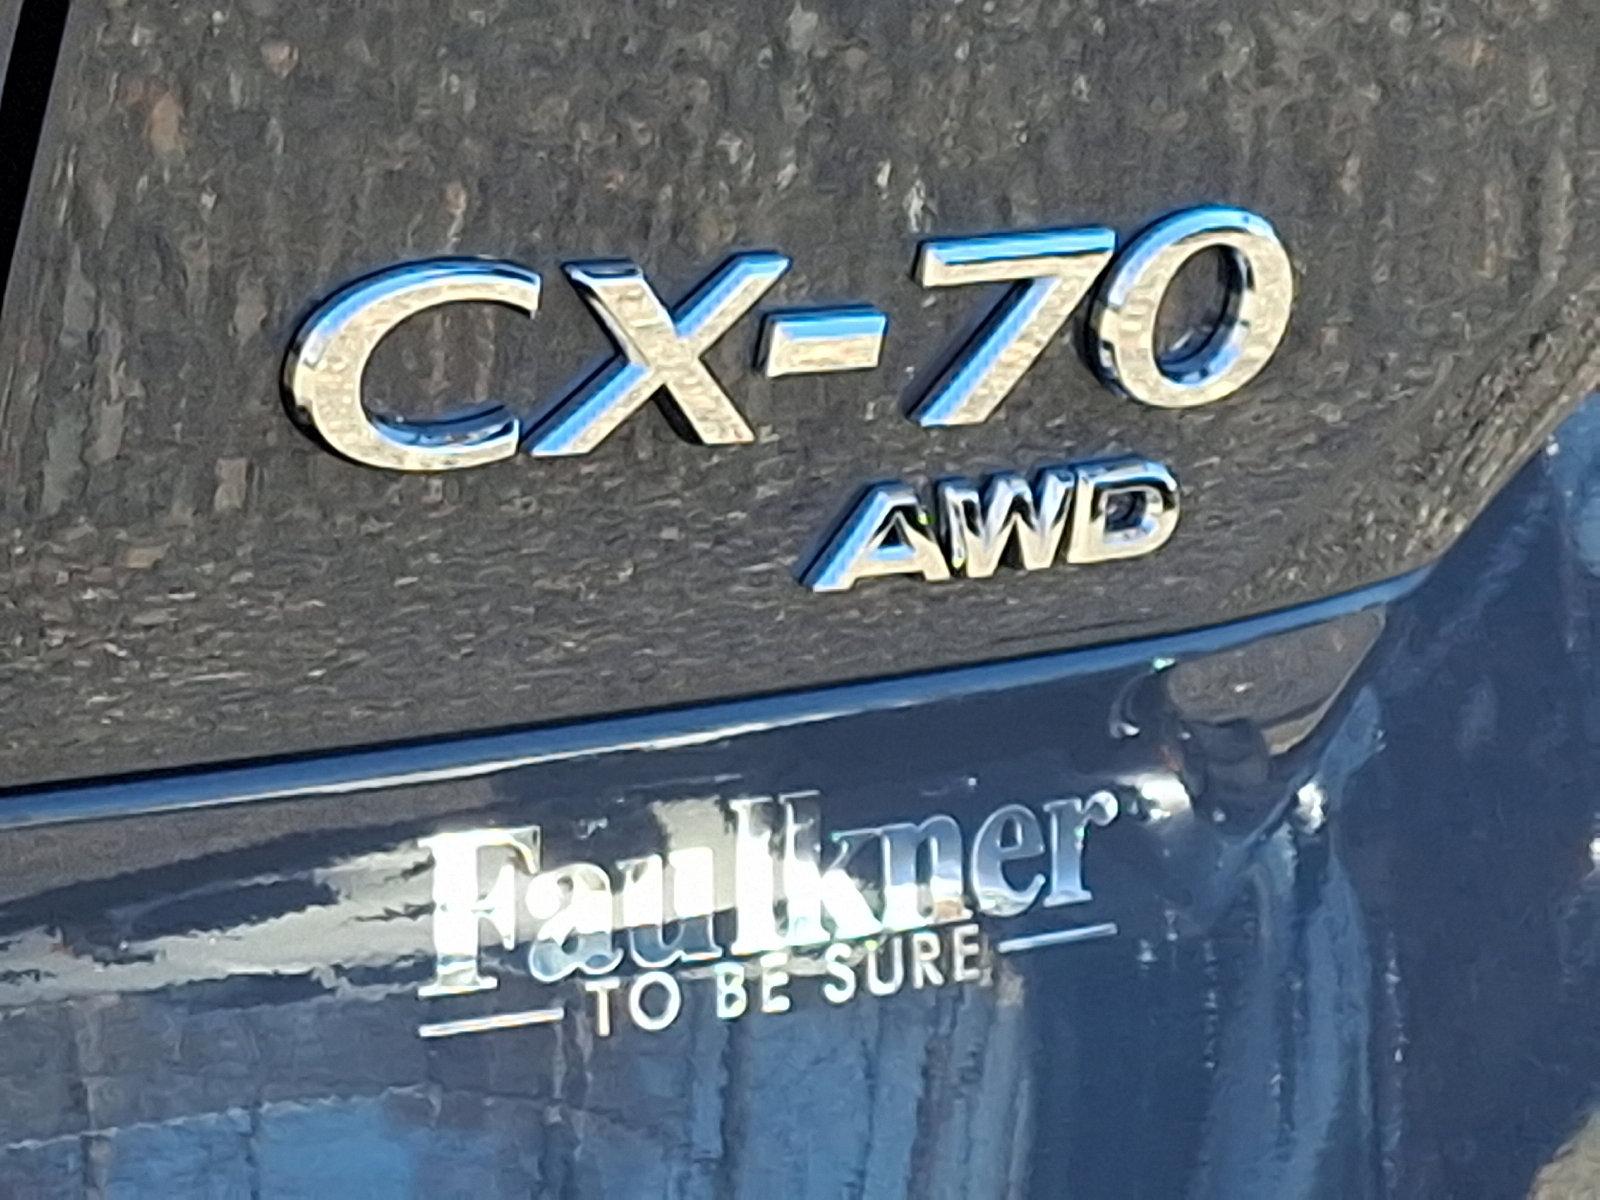 CX-70
AWD
Faulkner
TO BE SURE